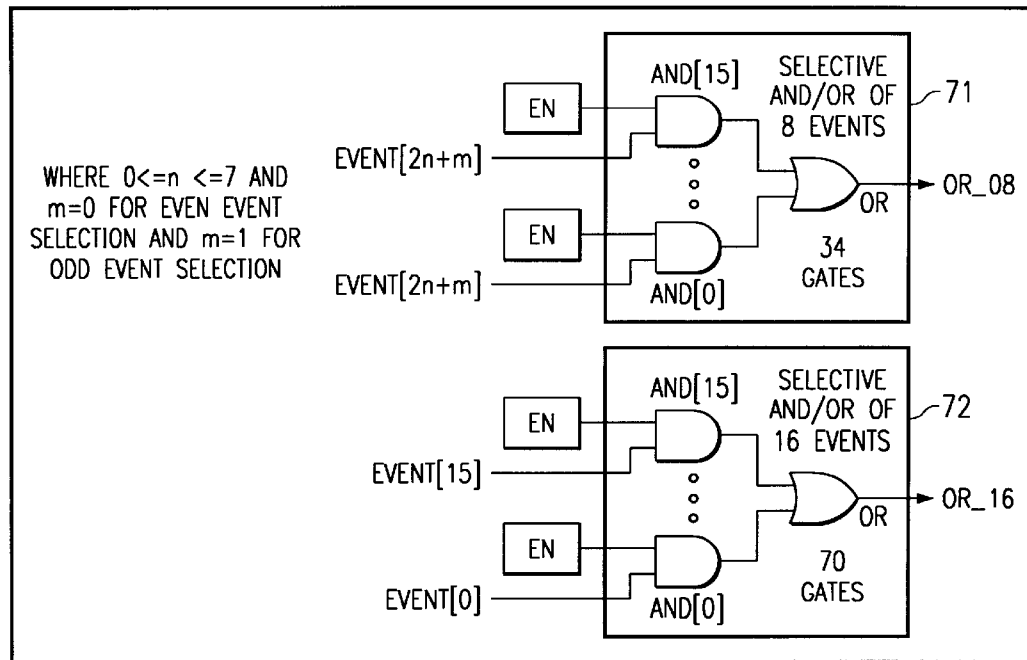 WHERE 0<=n <=7 AND
m=0 FOR EVEN EVENT
SELECTION AND m=1 FOR
ODD EVENT SELECTION
AND[15]
SELECTIVE
AND/OR OF
8 EVENTS
71
EN
EVENT[2n+m]
OR
OR_08
EN
EVENT[2n+m]
AND[0]
34
GATES
AND[15]
SELECTIVE
AND/OR OF
16 EVENTS
72
EN
EVENT[15]
OR
OR_16
EN
EVENT[0]
AND[0]
70
GATES